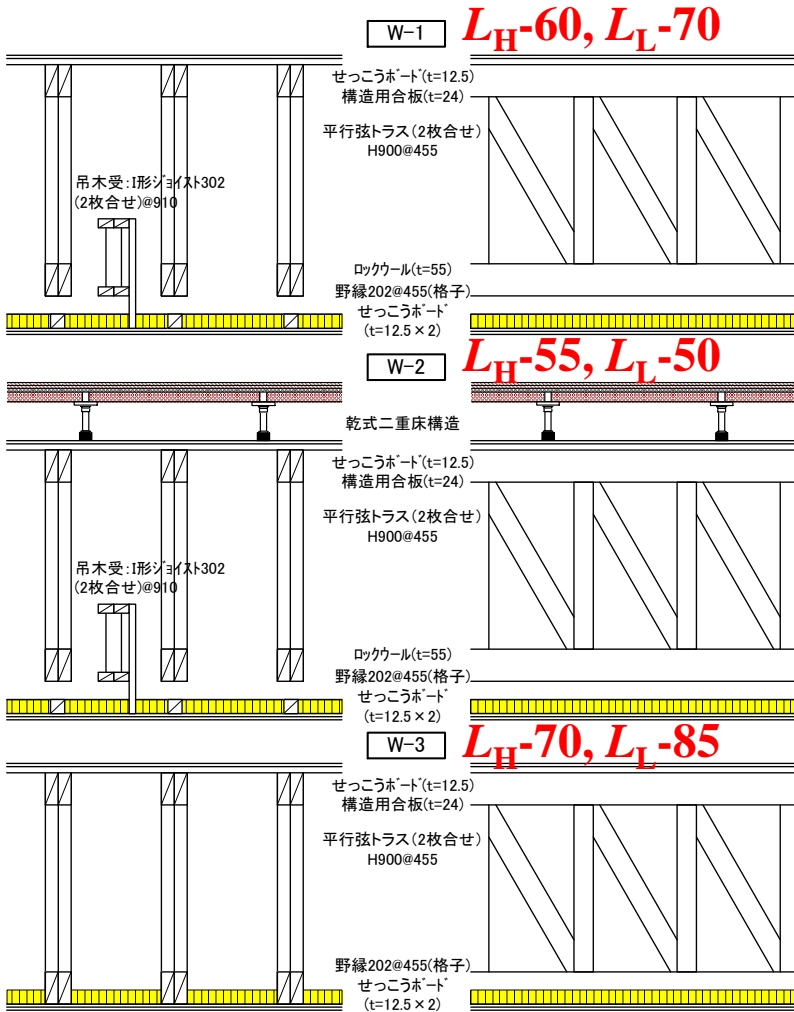 W-1 L_H-60, L_L-70
せっこうボード(t=12.5)
構造用合板(t=24)
平行弦トラス(2枚合せ)
H900@455
吊木受:I形ジョイスト302
(2枚合せ)@910
ロックウール(t=55)
野縁202@455(格子)
せっこうボード
(t=12.5×2)
W-2 L_H-55, L_L-50
乾式二重床構造
せっこうボード(t=12.5)
構造用合板(t=24)
平行弦トラス(2枚合せ)
H900@455
吊木受:I形ジョイスト302
(2枚合せ)@910
ロックウール(t=55)
野縁202@455(格子)
せっこうボード
(t=12.5×2)
W-3 L_H-70, L_L-85
せっこうボード(t=12.5)
構造用合板(t=24)
平行弦トラス(2枚合せ)
H900@455
野縁202@455(格子)
せっこうボード
(t=12.5×2)